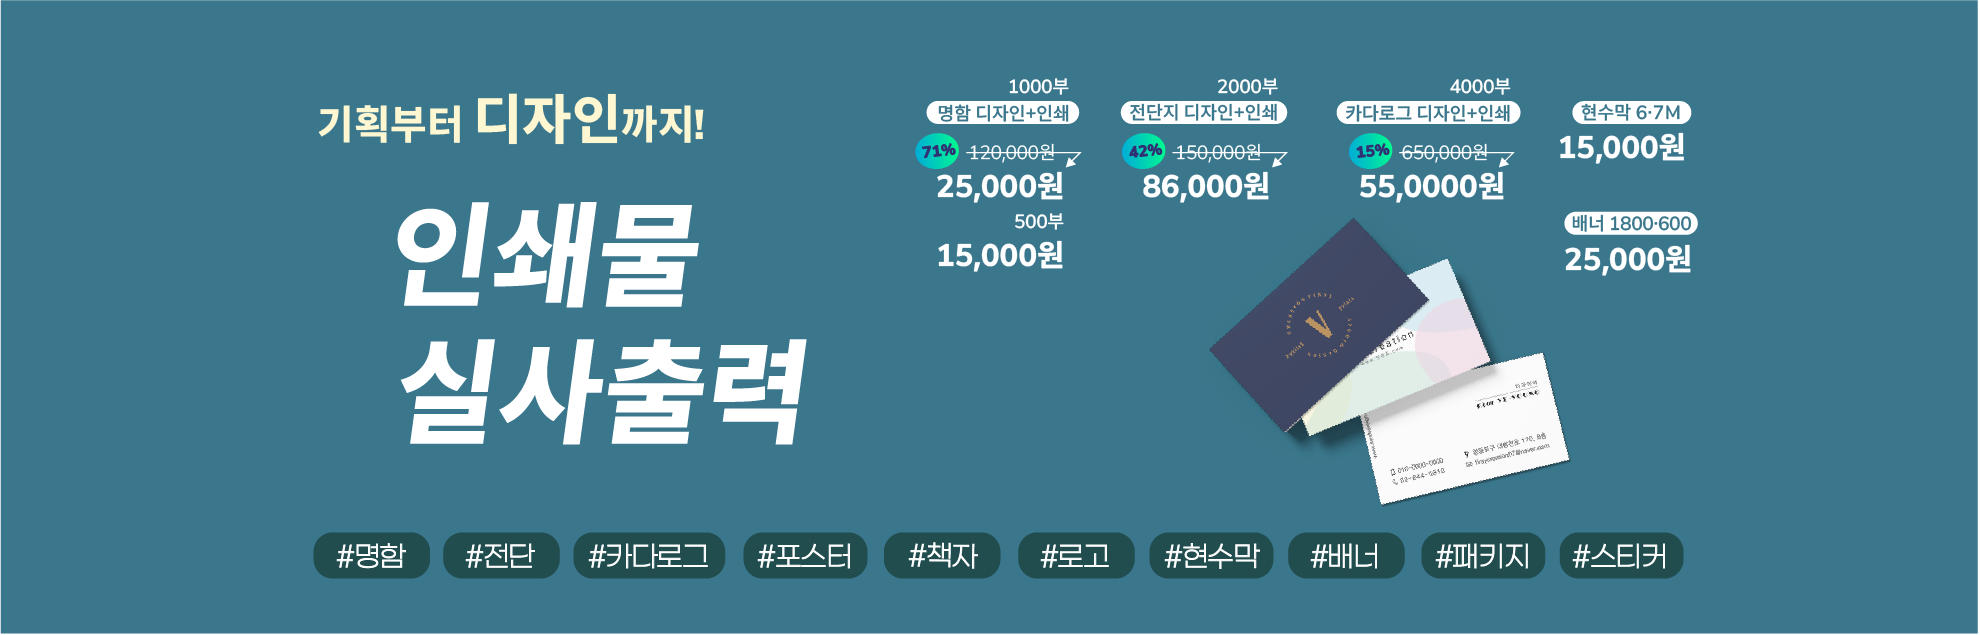 기획부터 디자인까지!
인쇄물
실사출력
1000부
명함 디자인+인쇄
71% 120,000원
25,000원
500부
15,000원
2000부
전단지 디자인+인쇄
42% 150,000원
86,000원
4000부
카다로그 디자인+인쇄
15% 650,000원
55,0000원
현수막 6·7M
15,000원
배너 1800·600
25,000원
#명함
#전단
#카다로그
#포스터
#책자
#로고
#현수막
#배너
#패키지
#스티커
010-0000-0000